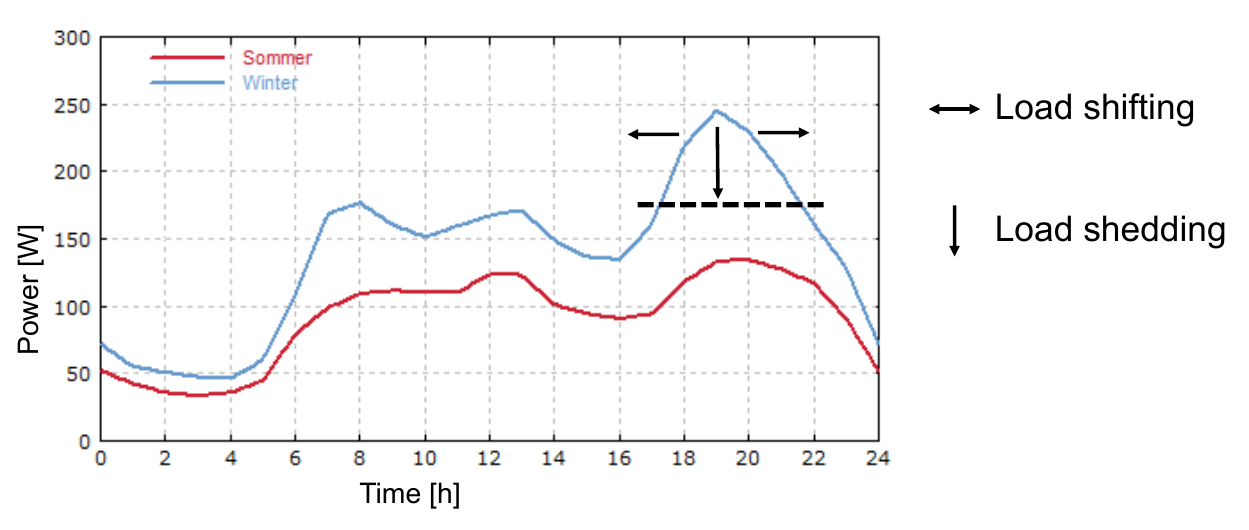 300
250
200
150
100
50
0
Sommer
Winter
Power [W]
0 2 4 6 8 10 12 14 16 18 20 22 24
Time [h]
Load shifting
Load shedding